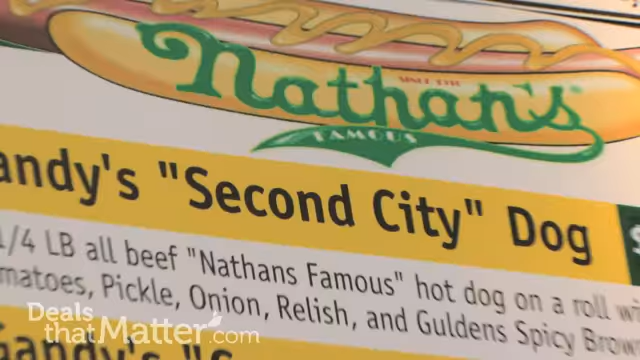 Nathan's
FAMOUS
andy's "Second City" Dog
1/4 LB all beef "Nathans Famous" hot dog on a roll w
matoes, Pickle, Onion, Relish, and Guldens Spicy Brow
Deals
thatMatter.com
andy's "